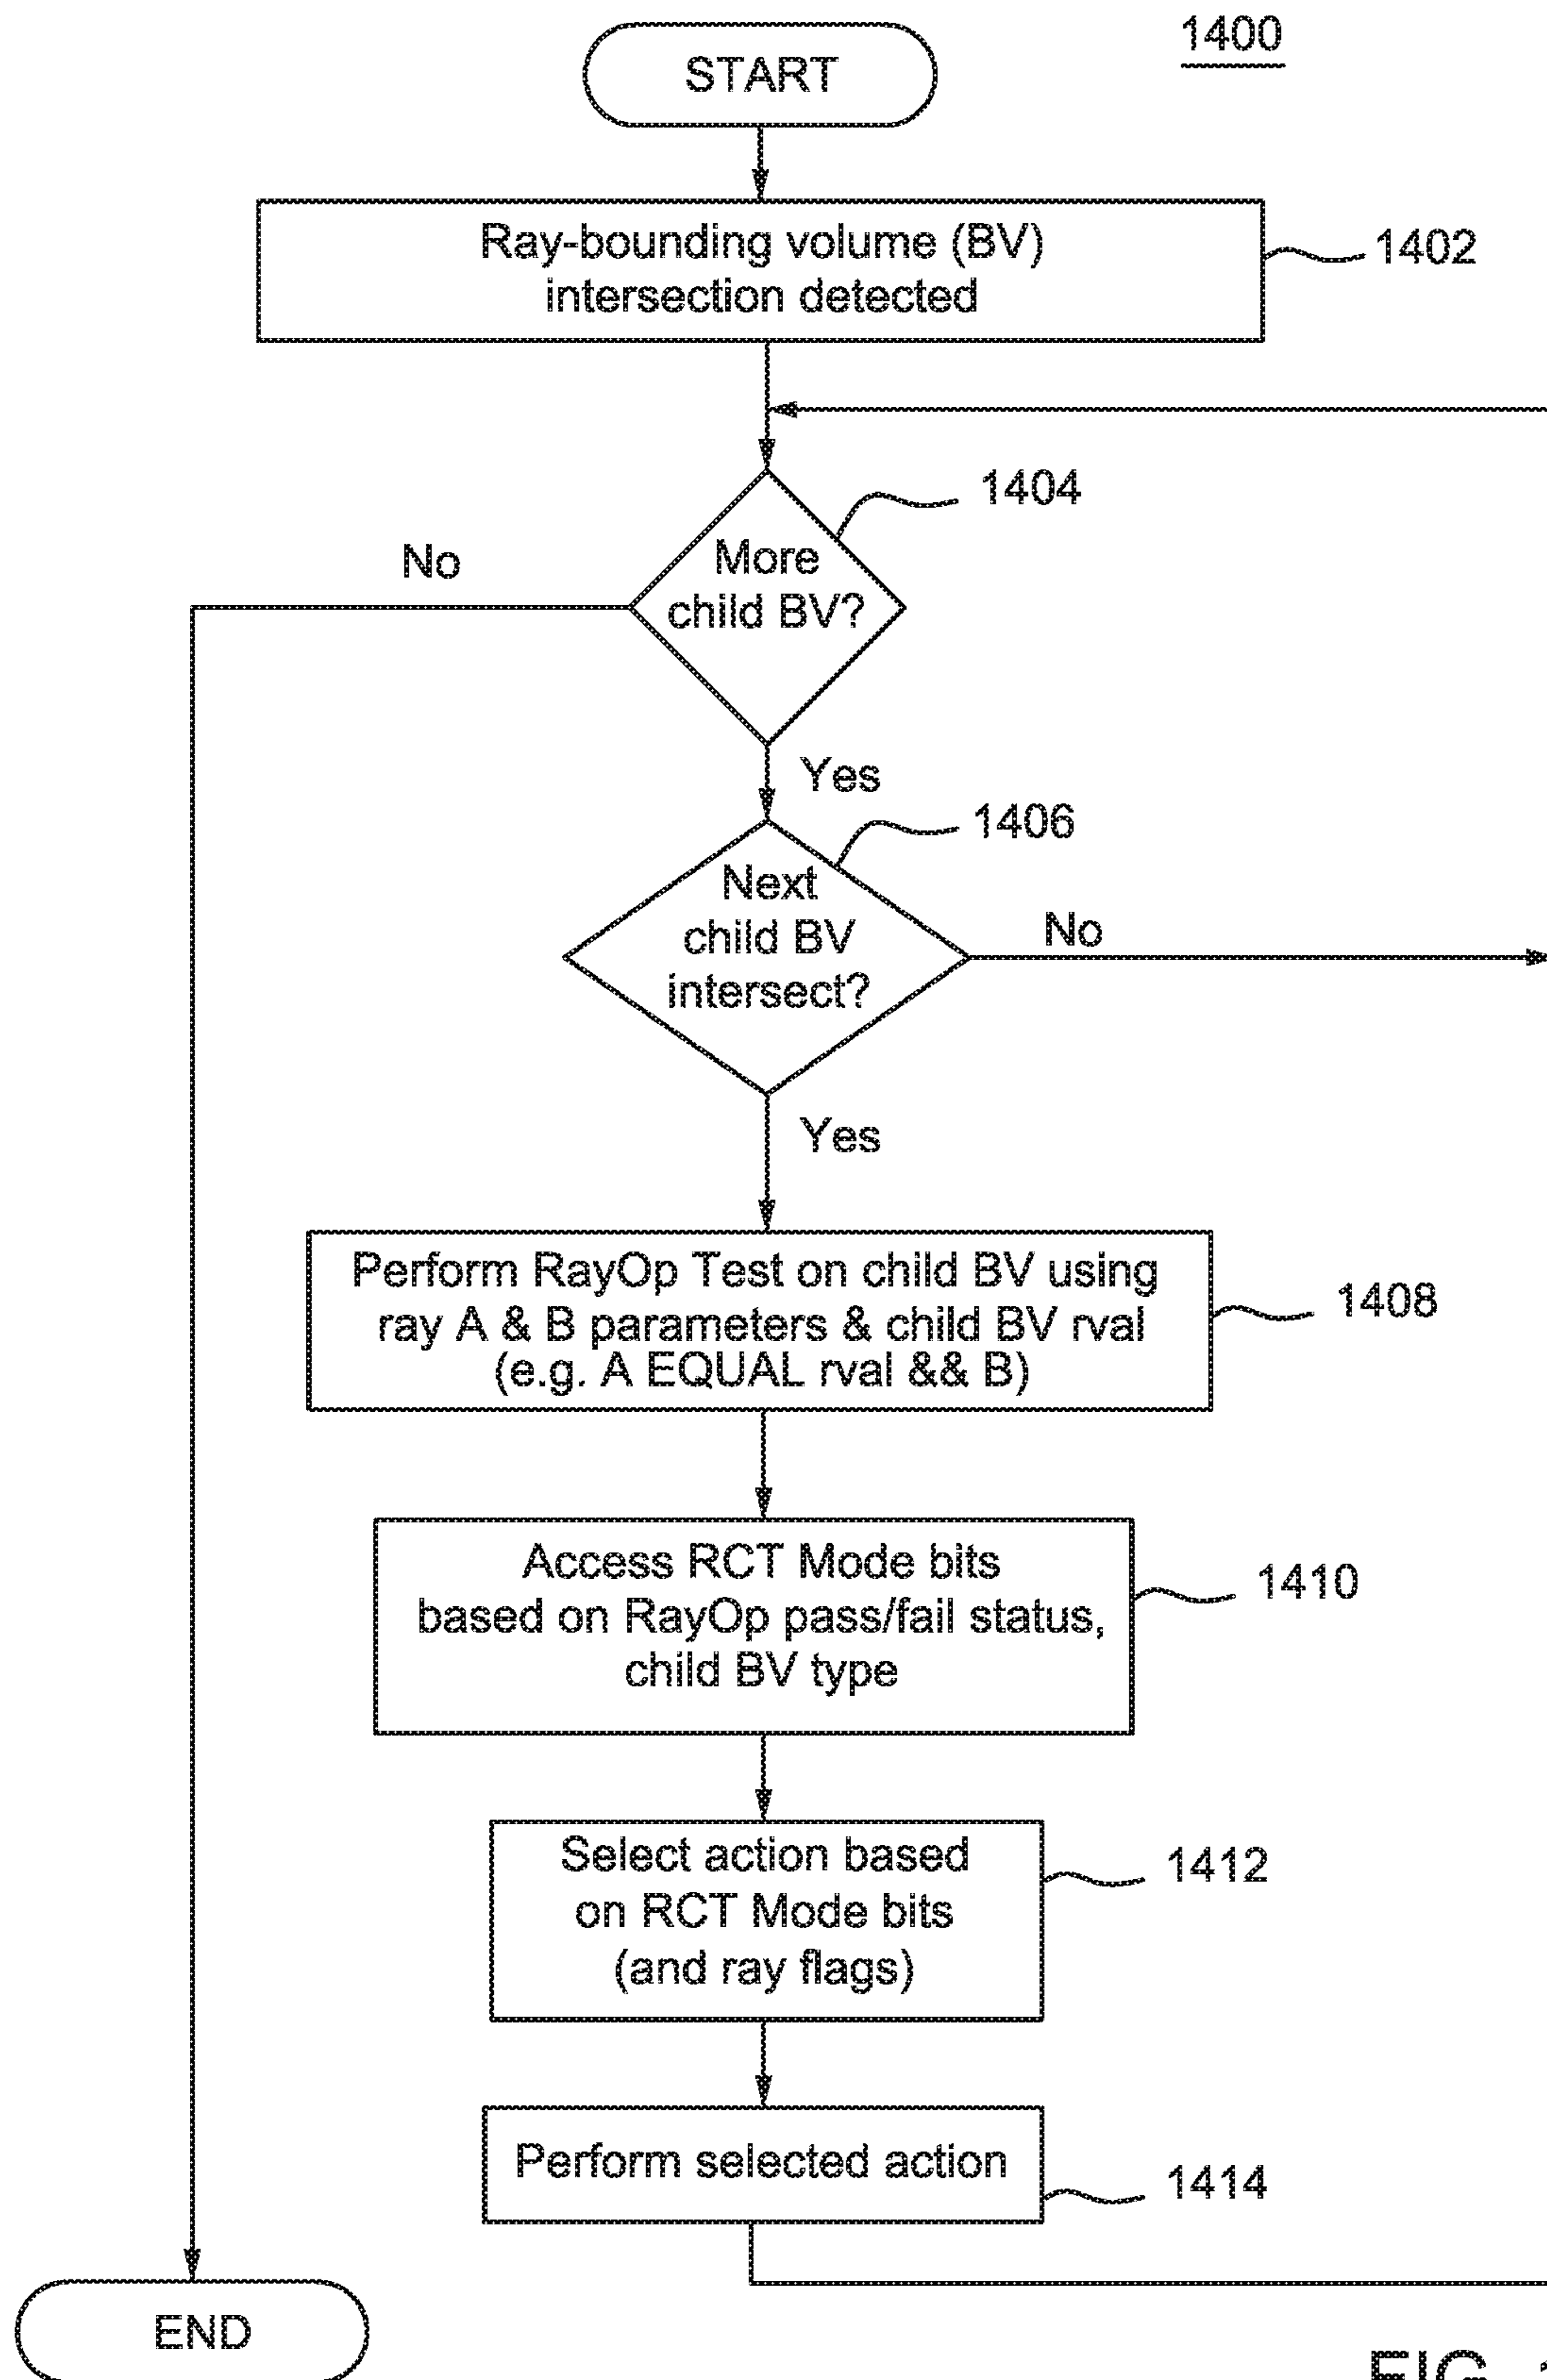 1400
START
Ray-bounding volume (BV)
intersection detected
1402
1404
More
child BV?
No
Yes
1406
Next
child BV
intersect?
No
Yes
Perform RayOp Test on child BV using
ray A & B parameters & child BV rval
(e.g. A EQUAL rval && B)
1408
Access RCT Mode bits
based on RayOp pass/fail status,
child BV type
1410
Select action based
on RCT Mode bits
(and ray flags)
1412
Perform selected action
1414
END
FIG.